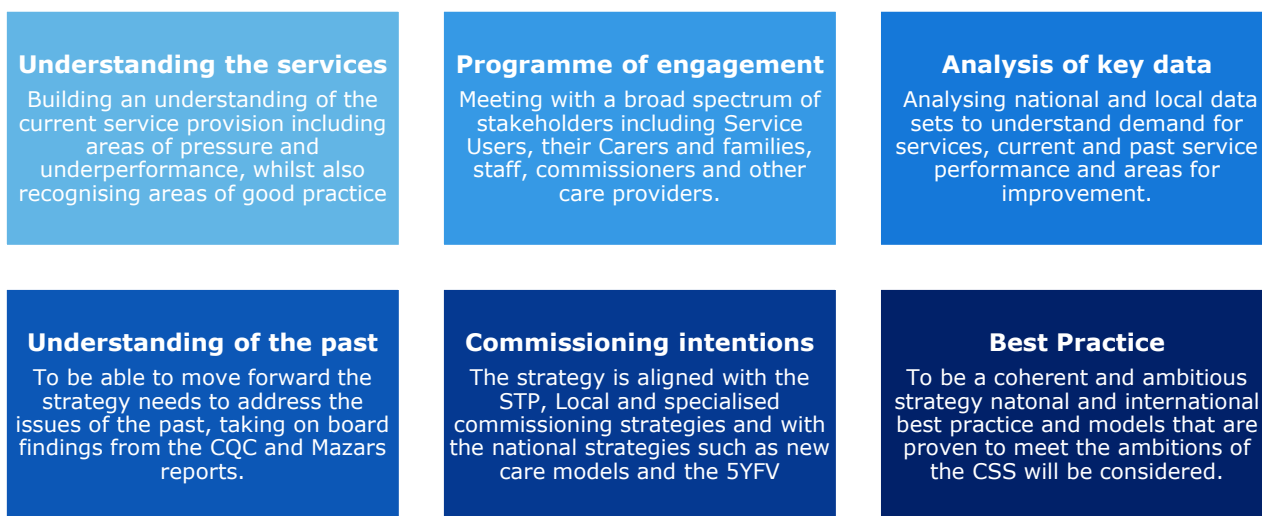 Understanding the services
Building an understanding of the
current service provision including
areas of pressure and
underperformance, whilst also
recognising areas of good practice
Programme of engagement
Meeting with a broad spectrum of
stakeholders including Service
Users, their Carers and families,
staff, commissioners and other
care providers.
Analysis of key data
Analysing national and local data
sets to understand demand for
services, current and past service
performance and areas for
improvement.
Understanding of the past
To be able to move forward the
strategy needs to address the
issues of the past, taking on board
findings from the CQC and Mazars
reports.
Commissioning intentions
The strategy is aligned with the
STP, Local and specialised
commissioning strategies and with
the national strategies such as new
care models and the 5YFV
Best Practice
To be a coherent and ambitious
strategy natonal and international
best practice and models that are
proven to meet the ambitions of
the CSS will be considered.